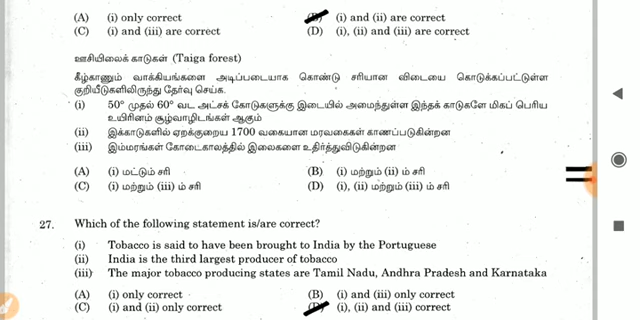 (A) (i) only correct (B) (i) and (ii) are correct
(C) (i) and (iii) are correct (D) (i), (ii) and (iii) are correct
ஊசியிலைக் காடுகள் (Taiga forest)
கீழ்காணும் வாக்கியங்களை அடிப்படையாக கொண்டு சரியான விடையை கொடுக்கப்பட்டுள்ள
குறியீடுகளிலிருந்து தேர்வு செய்க.
(i) 50° முதல் 60° வட அட்சக் கோடுகளுக்கு இடையில் அமைந்துள்ள இந்தக் காடுகளே மிகப் பெரிய
உயிரினம் சூழ்வாழிடங்கள் ஆகும்
(ii) இக்காடுகளில் ஏறக்குறைய 1700 வகையான மரவகைகள் காணப்படுகின்றன
(iii) இம்மரங்கள் கோடைகாலத்தில் இலைகளை உதிர்த்துவிடுகின்றன
(A) (i) மட்டும் சரி (B) (i) மற்றும் (ii) ம் சரி
(C) (i) மற்றும் (iii) ம் சரி (D) (i), (ii) மற்றும் (iii) ம் சரி
27. Which of the following statement is/are correct?
(i) Tobacco is said to have been brought to India by the Portuguese
(ii) India is the third largest producer of tobacco
(iii) The major tobacco producing states are Tamil Nadu, Andhra Pradesh and Karnataka
(A) (i) only correct (B) (i) and (iii) only correct
(C) (i) and (ii) only correct (D) (i), (ii) and (iii) correct